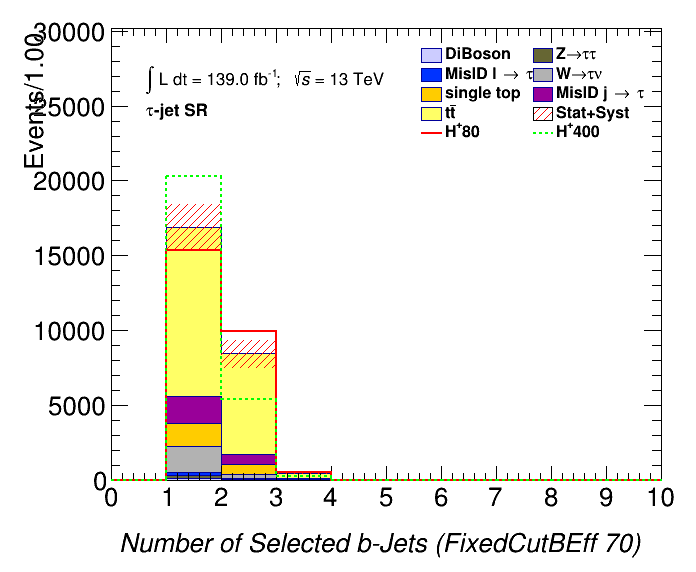 Events/1.00
30000
25000
20000
15000
10000
5000
0
∫ L dt = 139.0 fb⁻¹; √s = 13 TeV
τ-jet SR
DiBoson
Z→ττ
MisID l → τ
W→τν
single top
MisID j → τ
tt̄
Stat+Syst
H⁺80
H⁺400
0 1 2 3 4 5 6 7 8 9 10
Number of Selected b-Jets (FixedCutBEff 70)